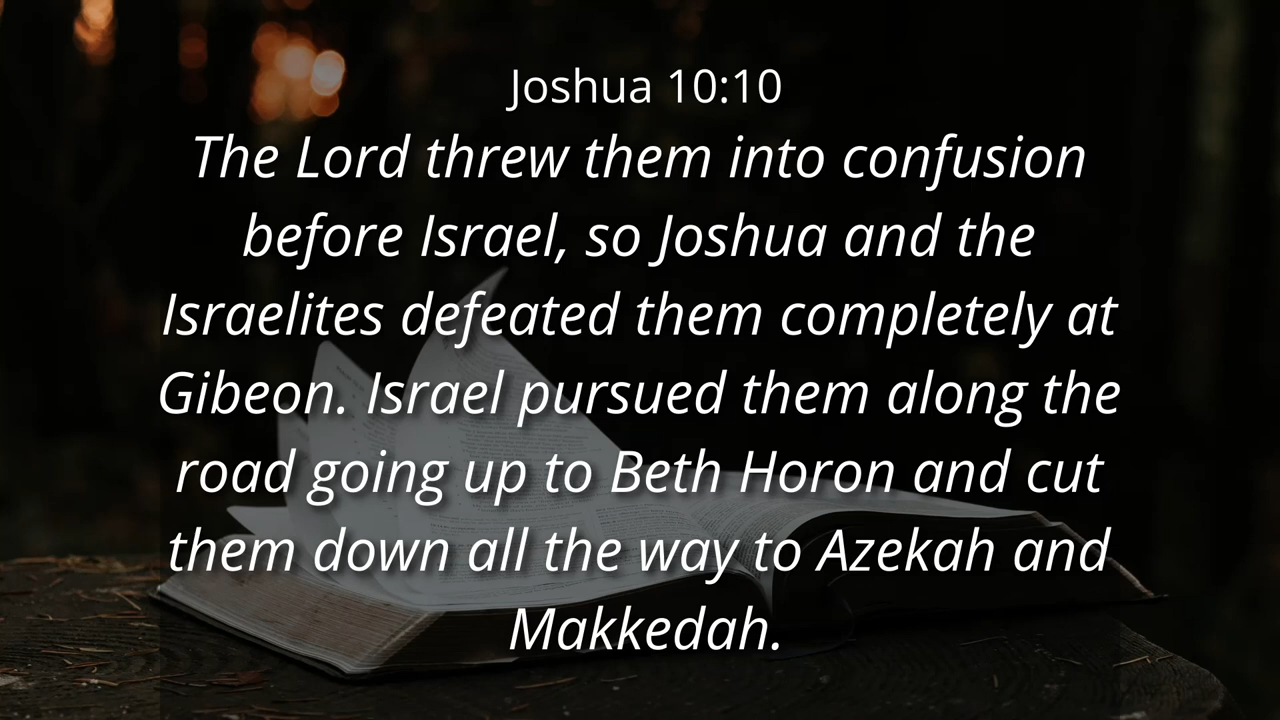 Joshua 10:10
The Lord threw them into confusion
before Israel, so Joshua and the
Israelites defeated them completely at
Gibeon. Israel pursued them along the
road going up to Beth Horon and cut
them down all the way to Azekah and
Makkedah.